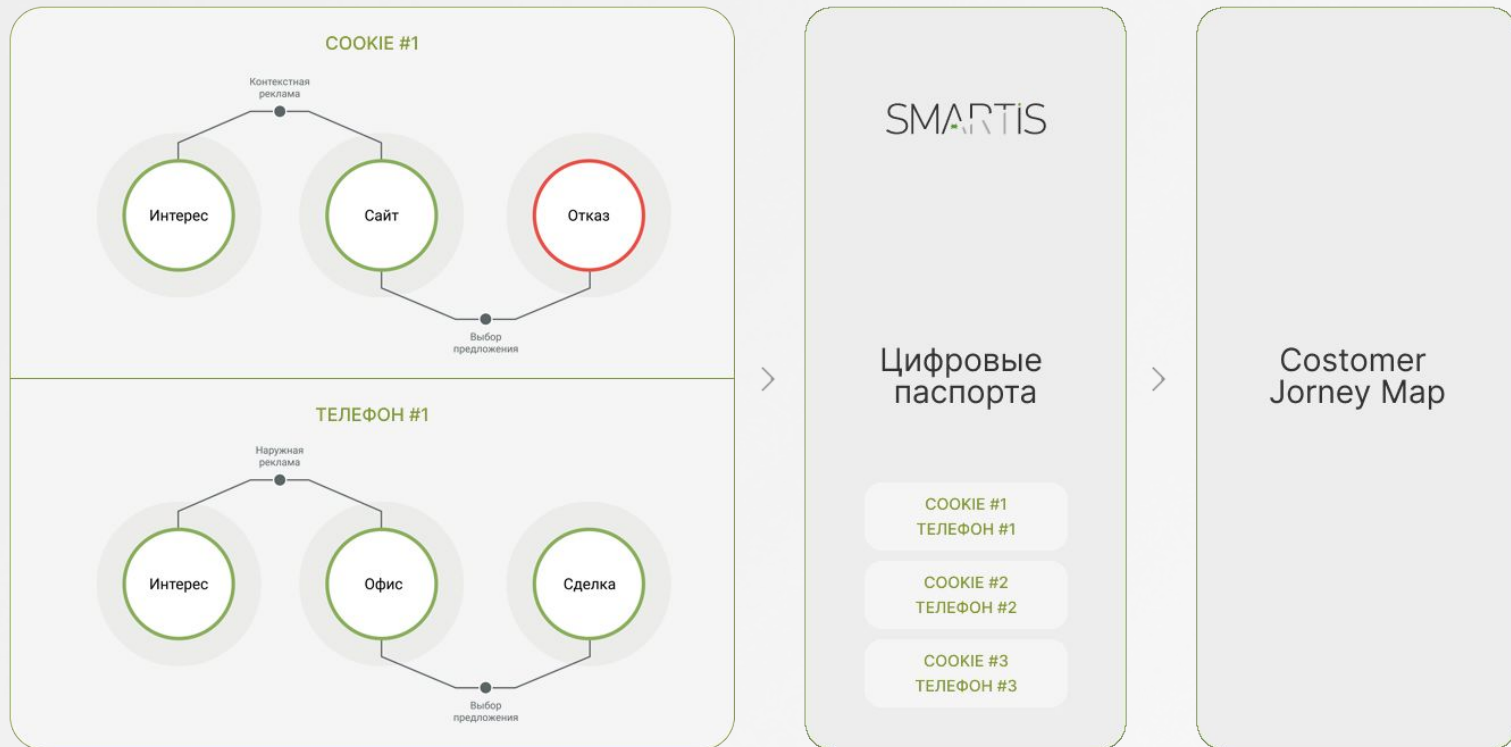 COOKIE #1
Контекстная
реклама
Интерес
Сайт
Отказ
Выбор
предложения
ТЕЛЕФОН #1
Наружная
реклама
Интерес
Офис
Сделка
Выбор
предложения
SMARTiS
Цифровые
паспорта
COOKIE #1
ТЕЛЕФОН #1
COOKIE #2
ТЕЛЕФОН #2
COOKIE #3
ТЕЛЕФОН #3
Costomer
Jorney Map